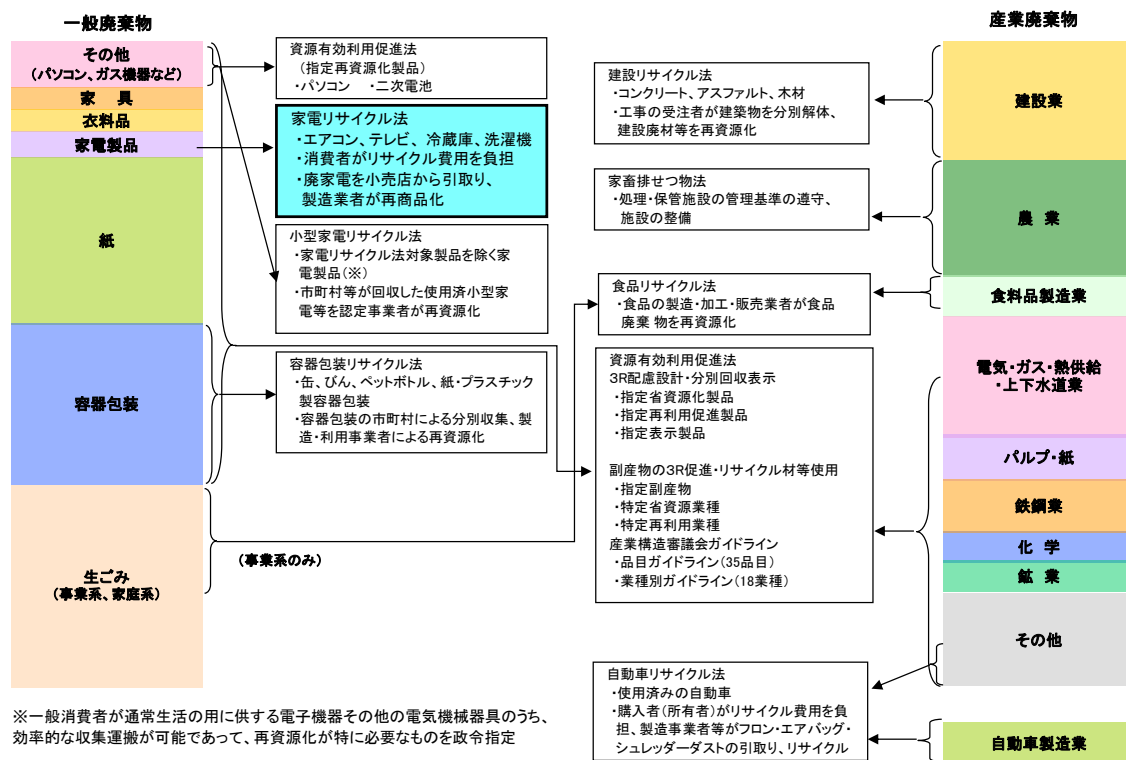 一般廃棄物
その他
(パソコン、ガス機器など)
家　具
衣料品
家電製品
紙
容器包装
生ごみ
(事業系、家庭系)
資源有効利用促進法
(指定再資源化製品)
・パソコン　・二次電池
家電リサイクル法
・エアコン、テレビ、冷蔵庫、洗濯機
・消費者がリサイクル費用を負担
・廃家電を小売店から引取り、
製造業者が再商品化
小型家電リサイクル法
・家電リサイクル法対象製品を除く家
電製品(※)
・市町村等が回収した使用済小型家
電等を認定事業者が再資源化
容器包装リサイクル法
・缶、びん、ペットボトル、紙・プラスチック
製容器包装
・容器包装の市町村による分別収集、製
造・利用事業者による再資源化
(事業系のみ)
建設リサイクル法
・コンクリート、アスファルト、木材
・工事の受注者が建築物を分別解体、
建設廃材等を再資源化
家畜排せつ物法
・処理・保管施設の管理基準の遵守、
施設の整備
食品リサイクル法
・食品の製造・加工・販売業者が食品
廃棄 物を再資源化
資源有効利用促進法
3R配慮設計・分別回収表示
・指定省資源化製品
・指定再利用促進製品
・指定表示製品
副産物の3R促進・リサイクル材等使用
・指定副産物
・特定省資源業種
・特定再利用業種
産業構造審議会ガイドライン
・品目ガイドライン(35品目)
・業種別ガイドライン(18業種)
自動車リサイクル法
・使用済みの自動車
・購入者(所有者)がリサイクル費用を負
担、製造事業者等がフロン・エアバッグ・
シュレッダーダストの引取り、リサイクル
産業廃棄物
建設業
農　業
食料品製造業
電気・ガス・熱供給
・上下水道業
パルプ・紙
鉄鋼業
化　学
鉱　業
その他
自動車製造業
※一般消費者が通常生活の用に供する電子機器その他の電気機械器具のうち、
効率的な収集運搬が可能であって、再資源化が特に必要なものを政令指定